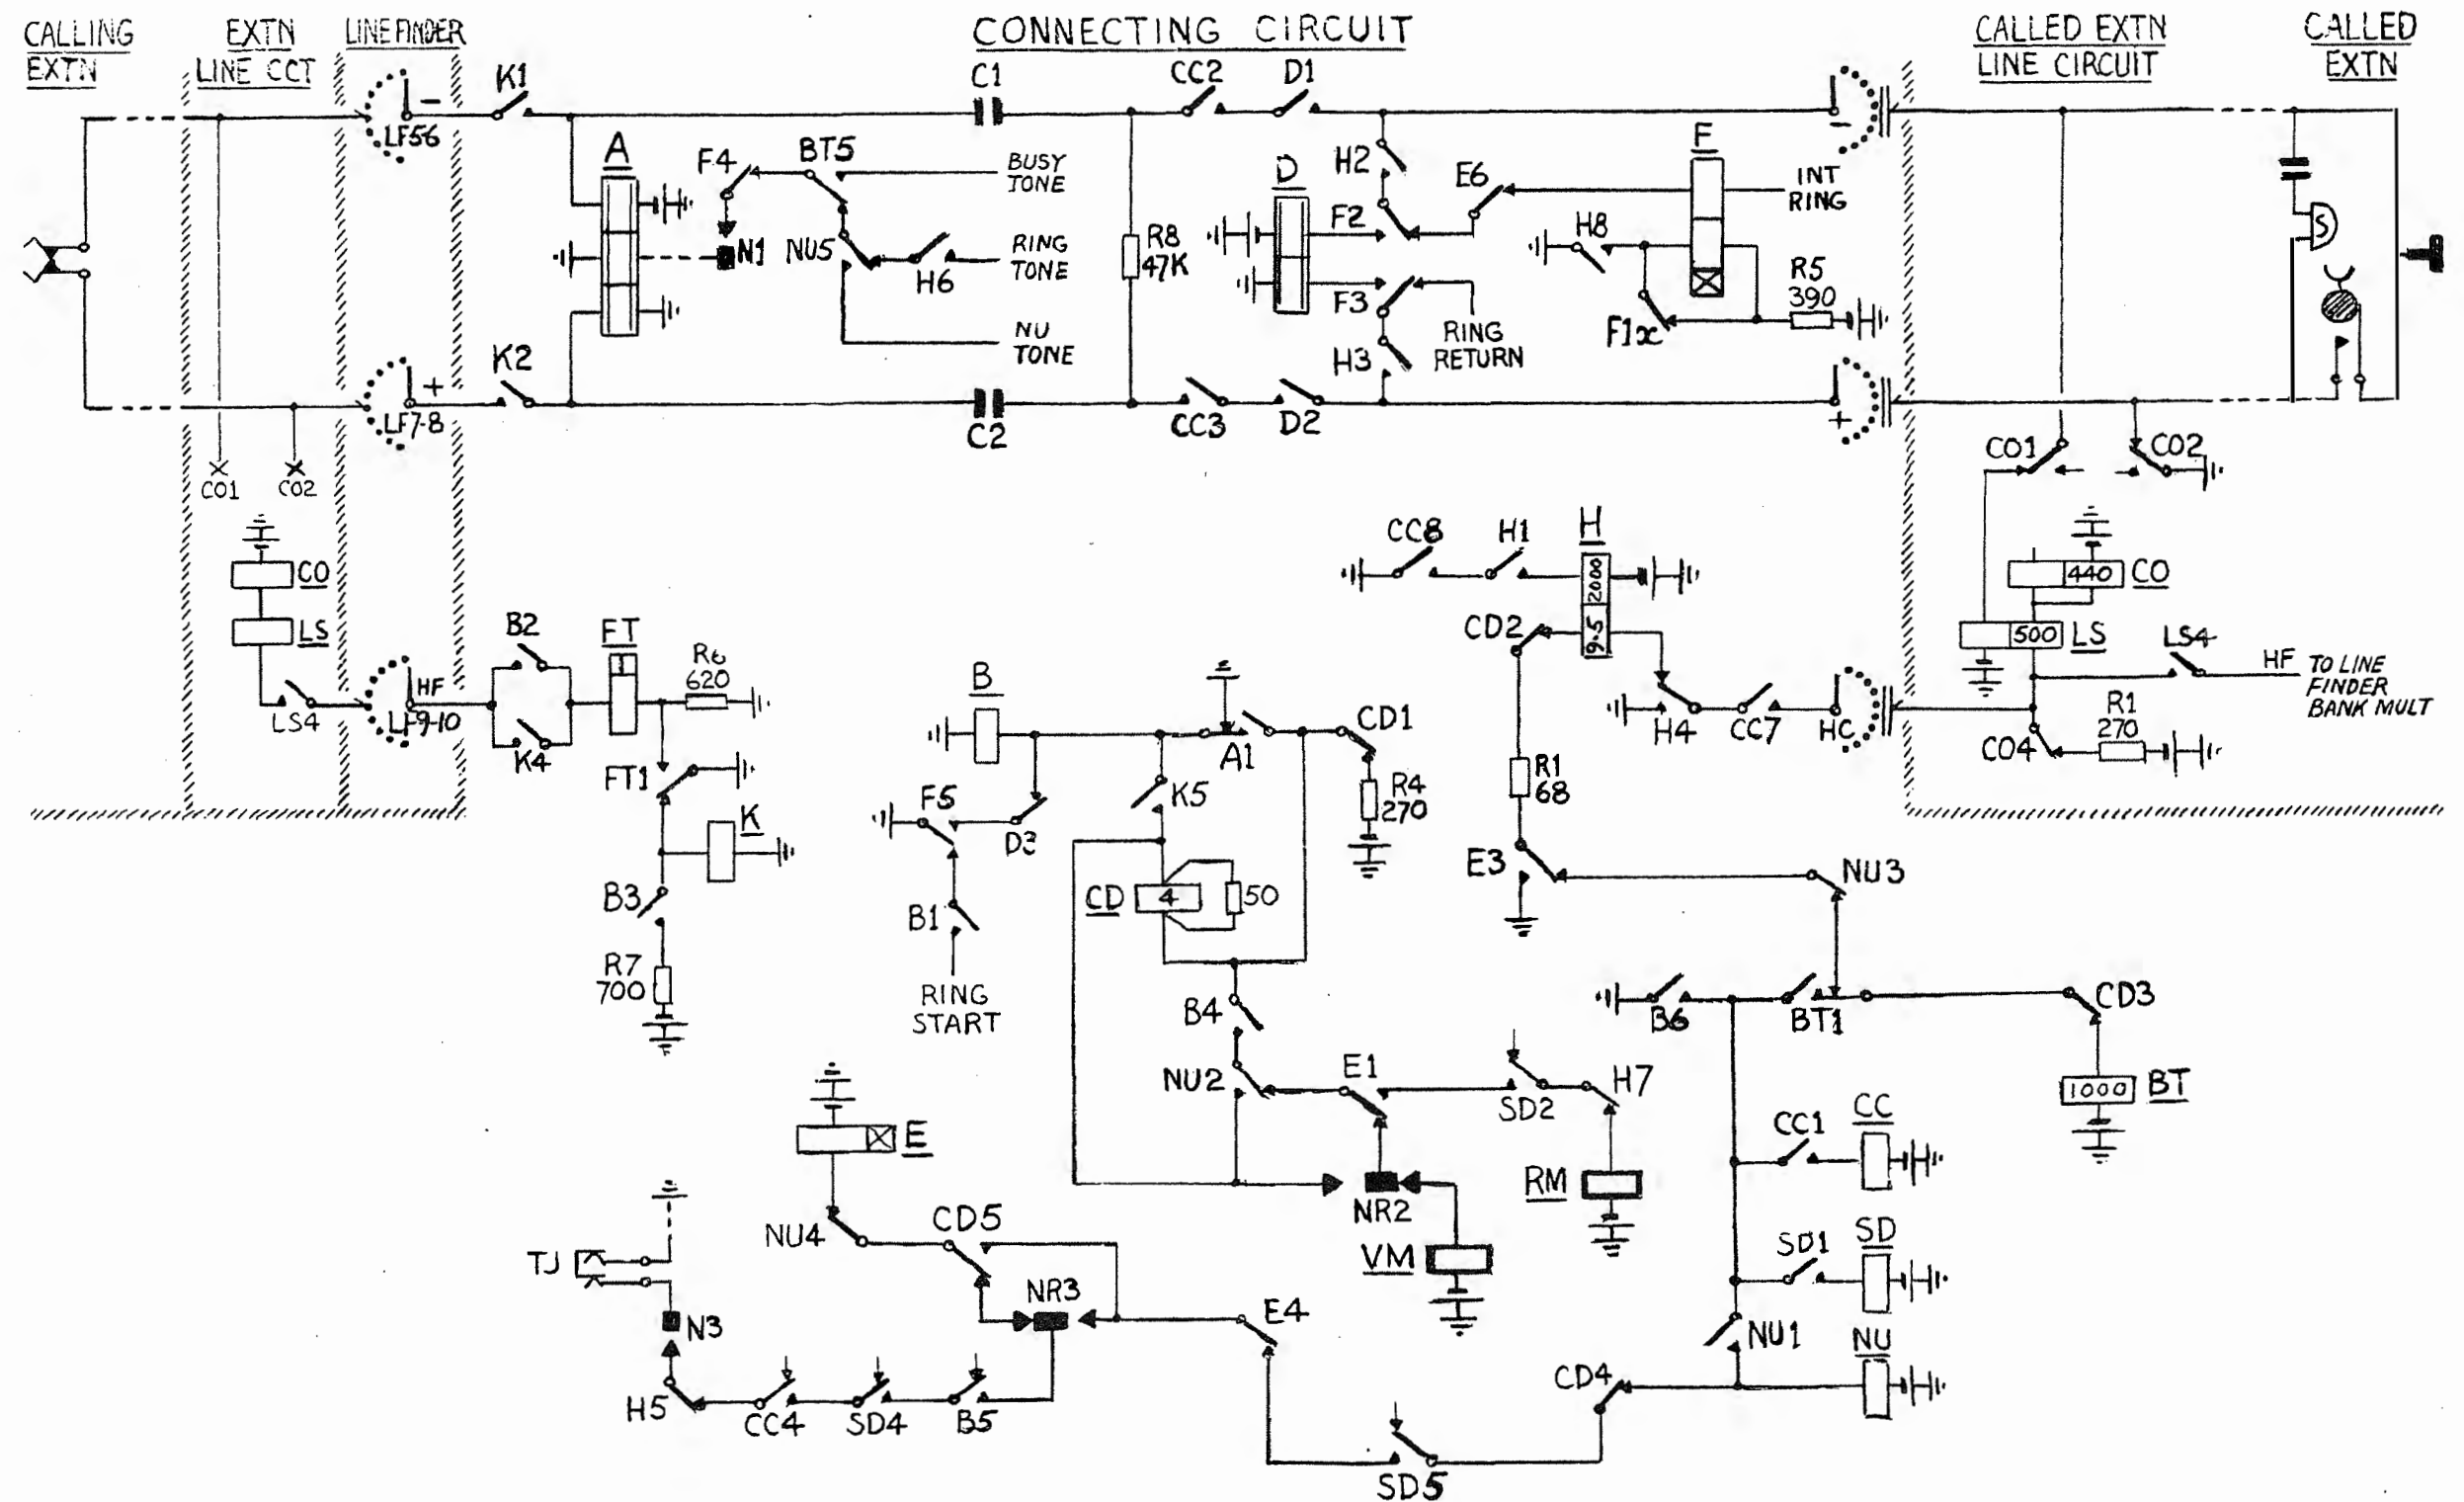 CALLING
EXTN
EXTN
LINE CCT
LINEFINDER
CONNECTING CIRCUIT
CALLED EXTN
LINE CIRCUIT
CALLED
EXTN
K1
C1
CC2
D1
−
LF56
−
A
F4
BT5
BUSY
TONE
N1
NU5
H6
RING
TONE
NU
TONE
R8
47K
D
H2
F2
E6
F
INT
RING
H8
F3
H3
RING
RETURN
F1x
R5
390
S
K2
+
LF7-8
C2
CC3
D2
+
CO1
CO2
CO1
CO2
CO
LS
LS4
HF
LF9-10
B2
K4
FT
R6
620
FT1
K
B3
R7
700
B
F5
D3
B1
RING
START
A1
K5
CD1
R4
270
CD
4
50
CC8
H1
H
2000
9.5
CD2
H4
CC7
HC
R1
68
E3
NU3
440
CO
500
LS
LS4
HF
TO LINE
FINDER
BANK MULT
R1
270
CO4
B4
NU2
E1
SD2
H7
NR2
RM
VM
B6
BT1
CD3
1000
BT
CC1
CC
SD1
SD
NU1
NU
E
NU4
CD5
TJ
N3
NR3
E4
H5
CC4
SD4
B5
CD4
SD5